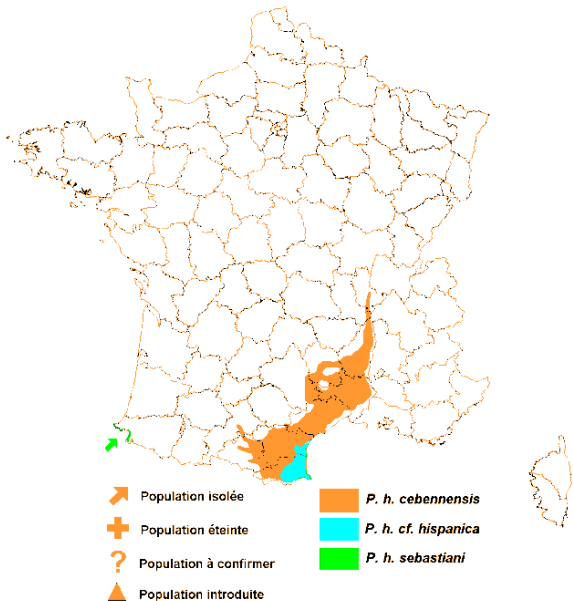 Population isolée
Population éteinte
? Population à confirmer
Population introduite
P. h. cebennensis
P. h. cf. hispanica
P. h. sebastiani